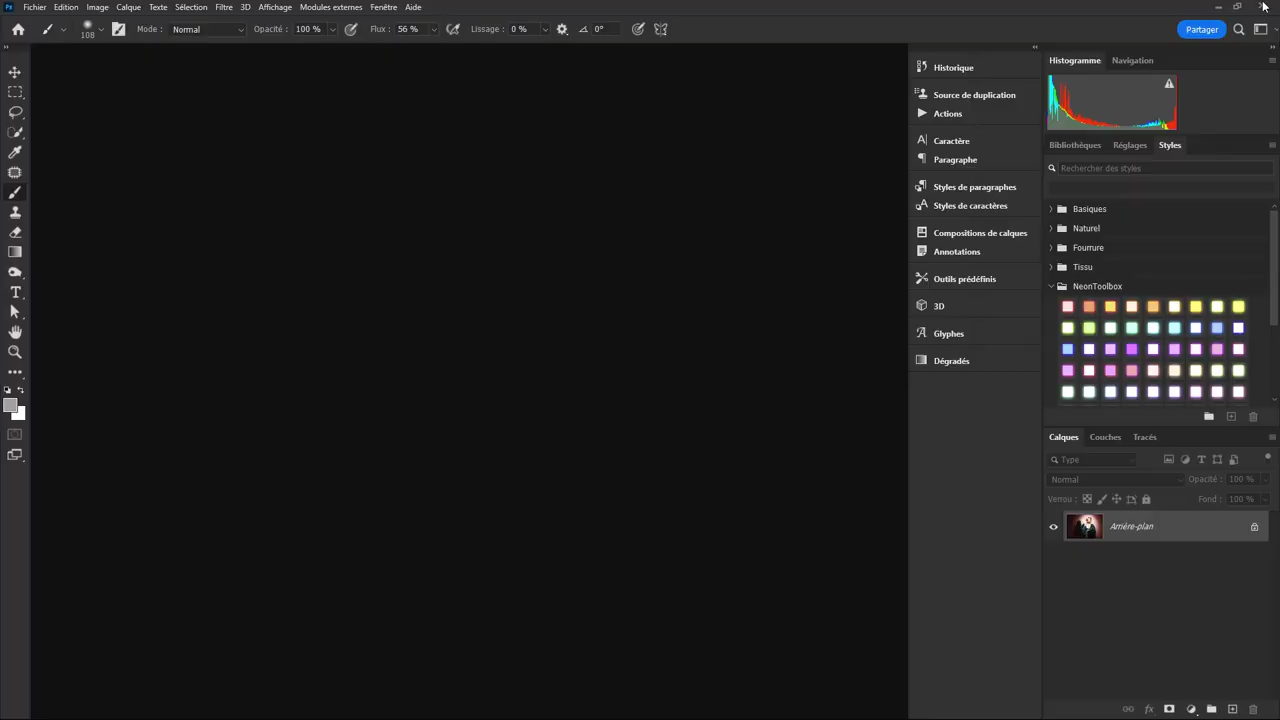 Ps Fichier Edition Image Calque Texte Sélection Filtre 3D Affichage Modules externes Fenêtre Aide
108 Mode : Normal Opacité : 100 % Flux : 56 % Lissage : 0 % 0° Partager
Historique
Source de duplication
Actions
Caractère
Paragraphe
Styles de paragraphes
Styles de caractères
Compositions de calques
Annotations
Outils prédéfinis
3D
Glyphes
Dégradés
Histogramme Navigation
Bibliothèques Réglages Styles
Rechercher des styles
Basiques
Naturel
Fourrure
Tissu
NeonToolbox
Calques Couches Tracés
Type
Normal Opacité : 100 %
Verrou : Fond : 100 %
Arrière-plan